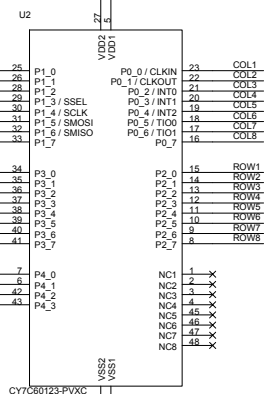 U2
27
5
VDD2
VDD1
25 P1_0 P0_0 / CLKIN 23 COL1
26 P1_1 P0_1 / CLKOUT 22 COL2
28 P1_2 P0_2 / INT0 21 COL3
29 P1_3 / SSEL P0_3 / INT1 20 COL4
30 P1_4 / SCLK P0_4 / INT2 19 COL5
31 P1_5 / SMOSI P0_5 / TIO0 18 COL6
32 P1_6 / SMISO P0_6 / TIO1 17 COL7
33 P1_7 P0_7 16 COL8
34 P3_0 P2_0 15 ROW1
35 P3_1 P2_1 14 ROW2
36 P3_2 P2_2 13 ROW3
37 P3_3 P2_3 12 ROW4
38 P3_4 P2_4 11 ROW5
39 P3_5 P2_5 10 ROW6
40 P3_6 P2_6 9 ROW7
41 P3_7 P2_7 8 ROW8
7 P4_0 NC1 1
6 P4_1 NC2 2
42 P4_2 NC3 3
43 P4_3 NC4 4
NC5 45
NC6 46
NC7 47
NC8 48
VSS2
VSS1
CY7C60123-PVXC